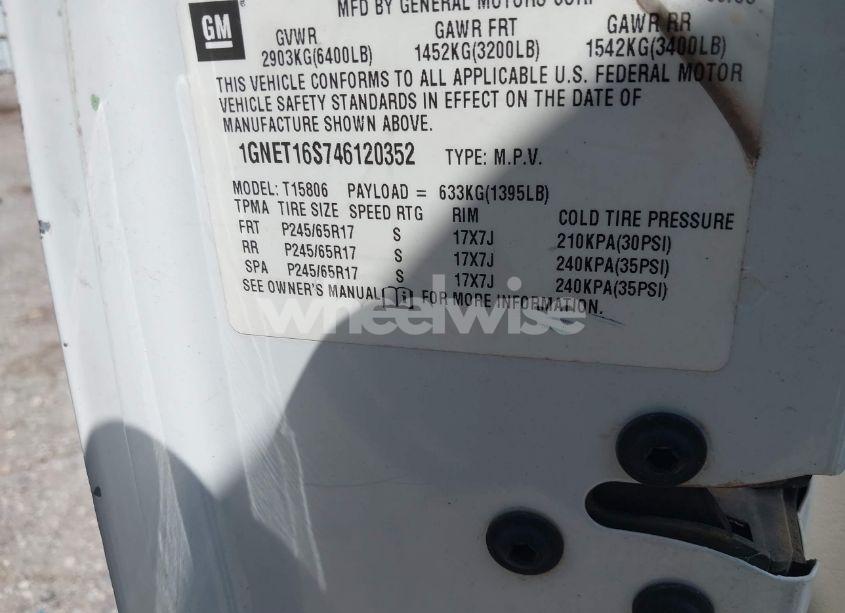 MFD BY GENERAL MOTORS CORP
GM
GVWR GAWR FRT GAWR RR
2903KG(6400LB) 1452KG(3200LB) 1542KG(3400LB)
THIS VEHICLE CONFORMS TO ALL APPLICABLE U.S. FEDERAL MOTOR
VEHICLE SAFETY STANDARDS IN EFFECT ON THE DATE OF
MANUFACTURE SHOWN ABOVE.
1GNET16S746120352 TYPE: M.P.V.
MODEL: T15806 PAYLOAD = 633KG(1395LB)
TPMA TIRE SIZE SPEED RTG RIM COLD TIRE PRESSURE
FRT P245/65R17 S 17X7J 210KPA(30PSI)
RR P245/65R17 S 17X7J 240KPA(35PSI)
SPA P245/65R17 S 17X7J 240KPA(35PSI)
SEE OWNER'S MANUAL FOR MORE INFORMATION.
wheelwise